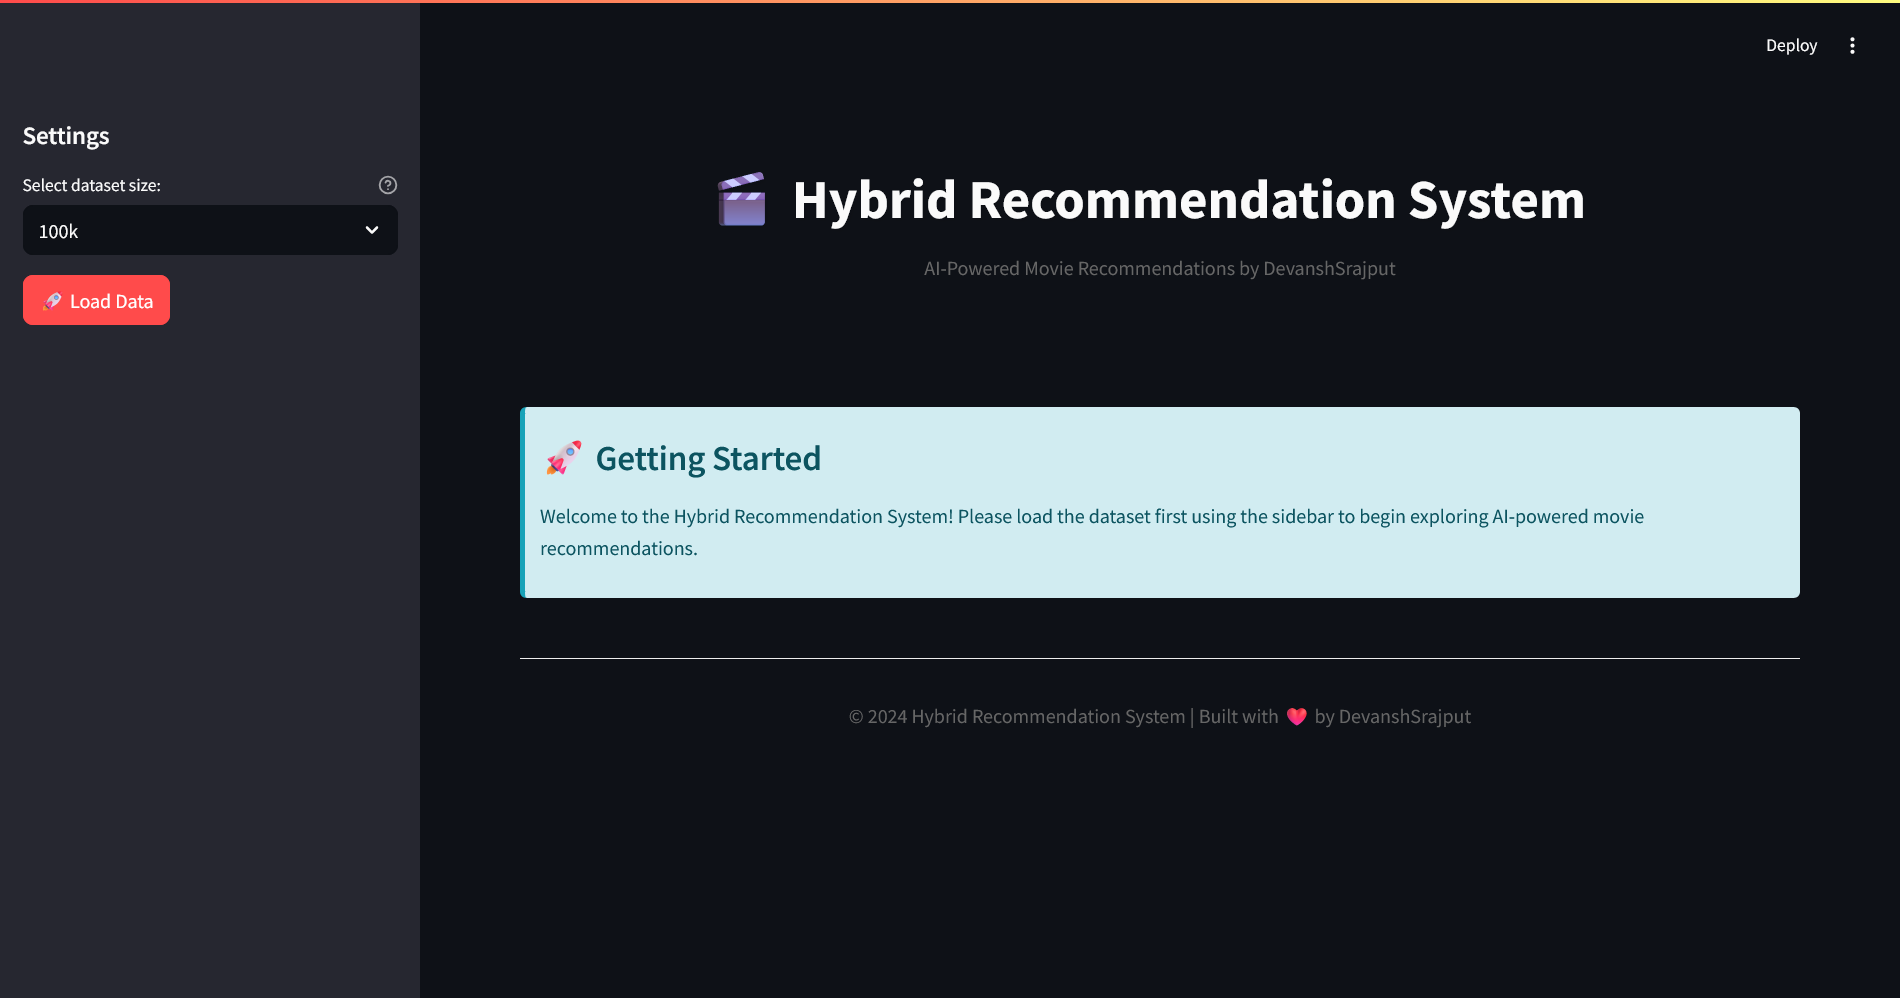 Deploy
Settings
Select dataset size:
100k
🚀 Load Data
🎬 Hybrid Recommendation System
AI-Powered Movie Recommendations by DevanshSrajput
🚀 Getting Started
Welcome to the Hybrid Recommendation System! Please load the dataset first using the sidebar to begin exploring AI-powered movie
recommendations.
© 2024 Hybrid Recommendation System | Built with ❤️ by DevanshSrajput